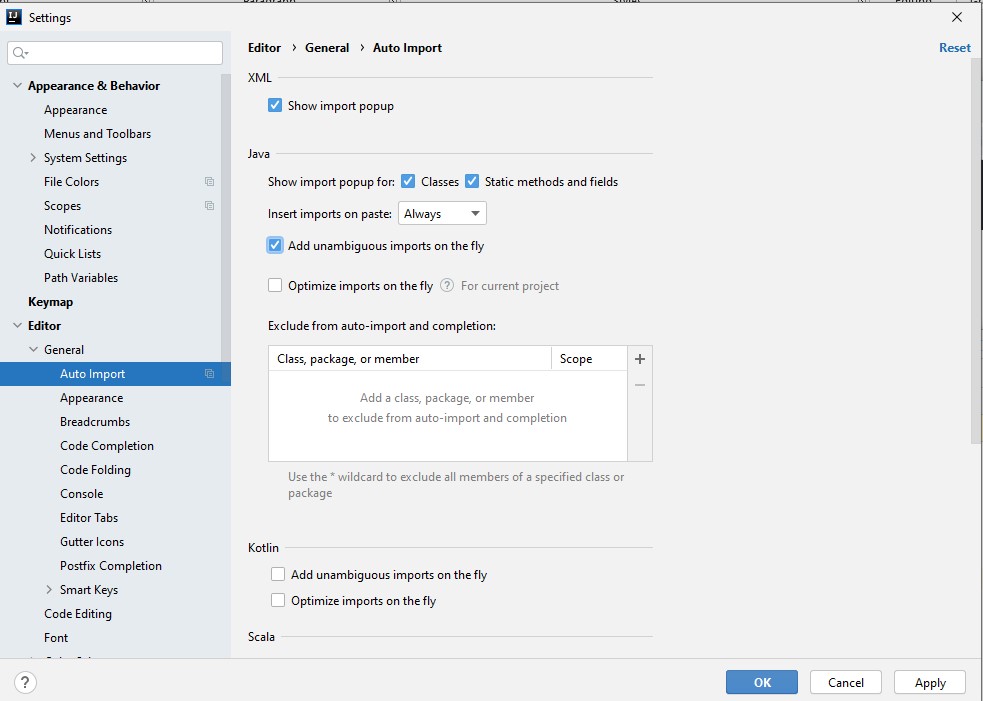 Settings
Editor › General › Auto Import Reset
Appearance & Behavior
Appearance
Menus and Toolbars
System Settings
File Colors
Scopes
Notifications
Quick Lists
Path Variables
Keymap
Editor
General
Auto Import
Appearance
Breadcrumbs
Code Completion
Code Folding
Console
Editor Tabs
Gutter Icons
Postfix Completion
Smart Keys
Code Editing
Font
XML
Show import popup
Java
Show import popup for: Classes Static methods and fields
Insert imports on paste: Always
Add unambiguous imports on the fly
Optimize imports on the fly ? For current project
Exclude from auto-import and completion:
Class, package, or member Scope
Add a class, package, or member
to exclude from auto-import and completion
Use the * wildcard to exclude all members of a specified class or
package
Kotlin
Add unambiguous imports on the fly
Optimize imports on the fly
Scala
? OK Cancel Apply